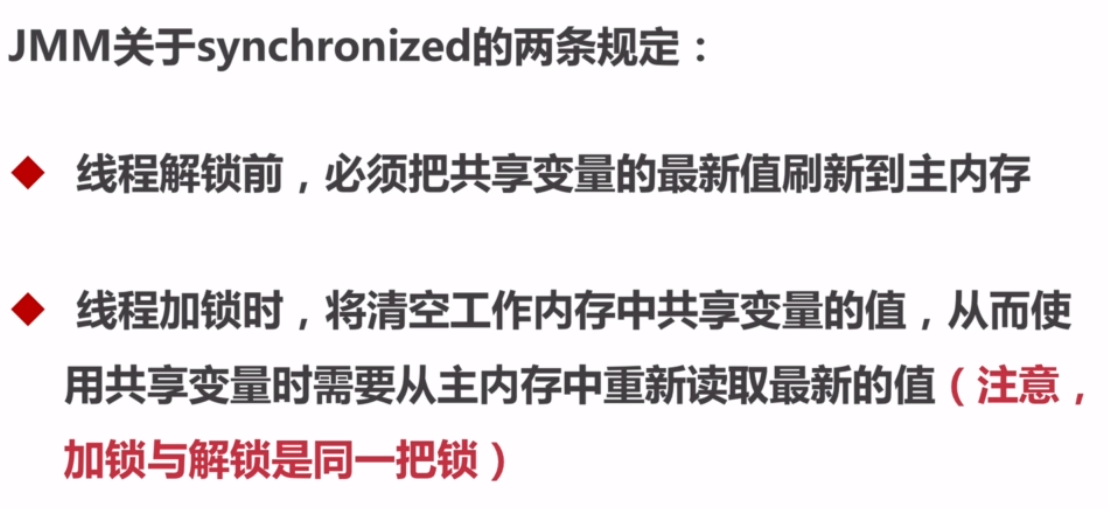 JMM关于synchronized的两条规定：
◆ 线程解锁前，必须把共享变量的最新值刷新到主内存
◆ 线程加锁时，将清空工作内存中共享变量的值，从而使
用共享变量时需要从主内存中重新读取最新的值（注意，
加锁与解锁是同一把锁）